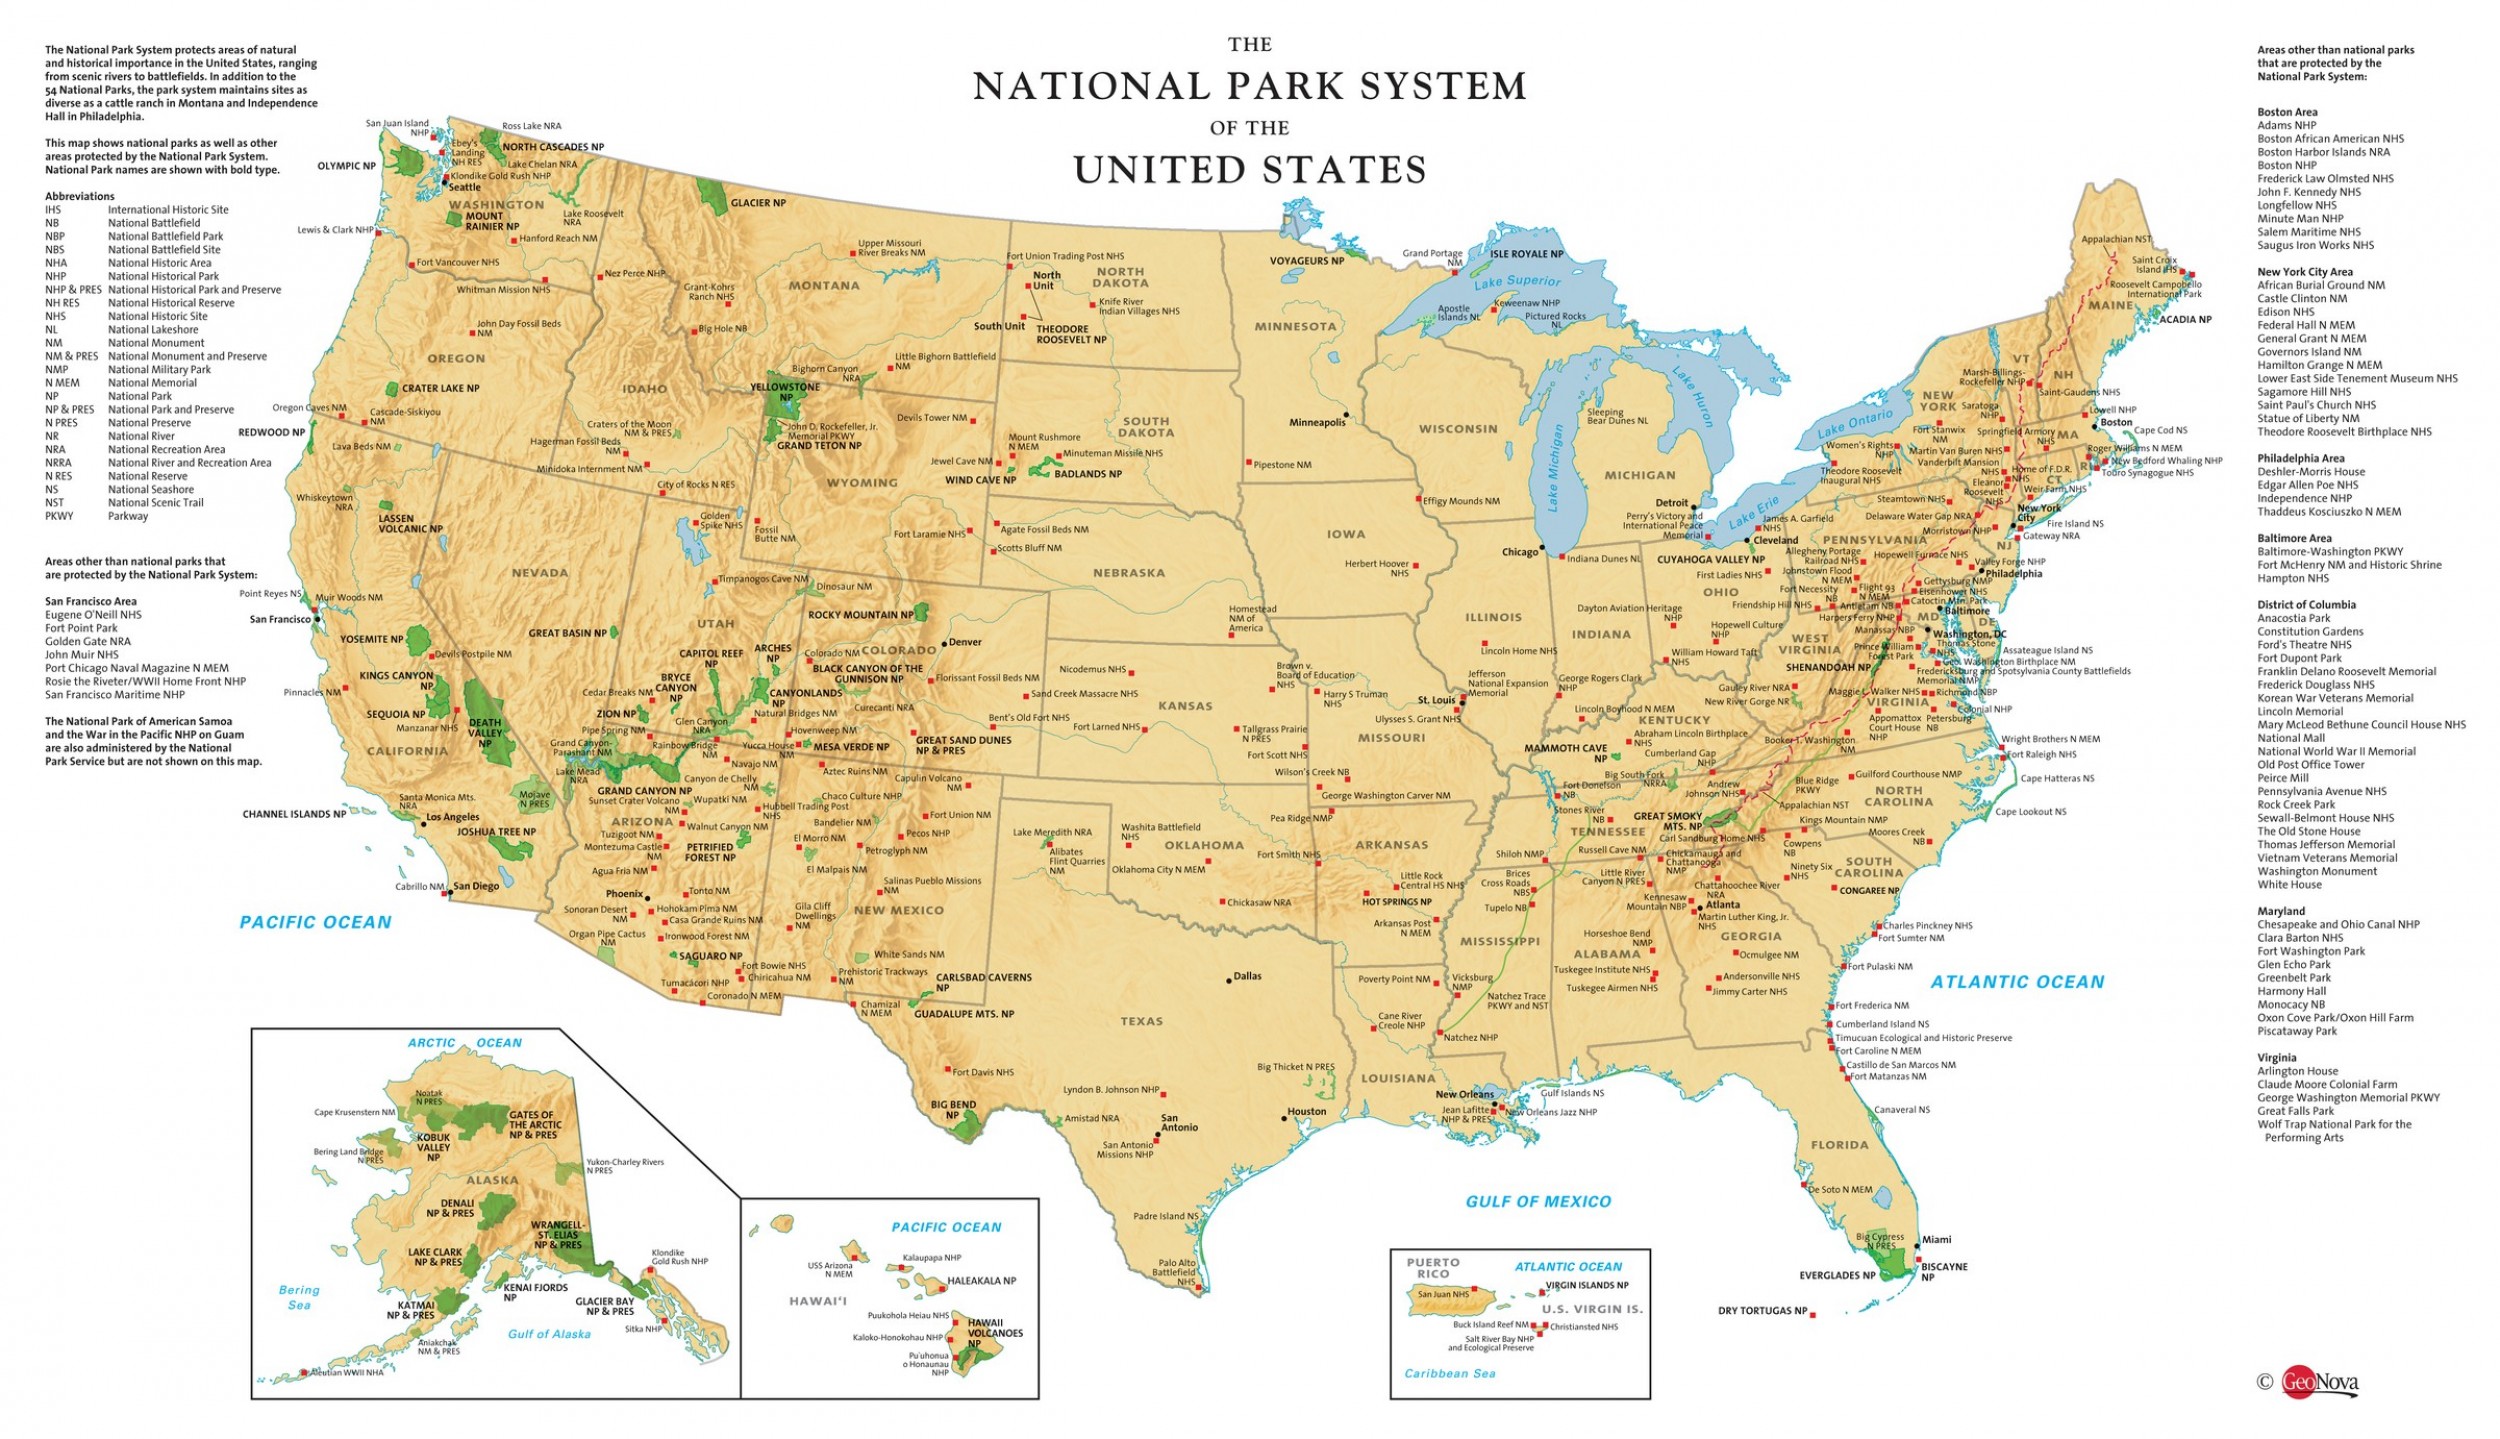 THE
NATIONAL PARK SYSTEM
OF THE
UNITED STATES
The National Park System protects areas of natural
and historical importance in the United States, ranging
from scenic rivers to battlefields. In addition to the
54 National Parks, the park system maintains sites as
diverse as a cattle ranch in Montana and Independence
Hall in Philadelphia.
This map shows national parks as well as other
areas protected by the National Park System.
National Park names are shown with bold type.
Abbreviations
IHS International Historic Site
NB National Battlefield
NBP National Battlefield Park
NBS National Battlefield Site
NHA National Historic Area
NHP National Historical Park
NHP & PRES National Historical Park and Preserve
NH RES National Historical Reserve
NHS National Historic Site
NL National Lakeshore
NM National Monument
NM & PRES National Monument and Preserve
NMP National Military Park
N MEM National Memorial
NP National Park
NP & PRES National Park and Preserve
N PRES National Preserve
NR National River
NRA National Recreation Area
NRRA National River and Recreation Area
N RES National Reserve
NS National Seashore
NST National Scenic Trail
PKWY Parkway
Areas other than national parks that
are protected by the National Park System:
San Francisco Area
Eugene O'Neill NHS
Fort Point Park
Golden Gate NRA
John Muir NHS
Port Chicago Naval Magazine N MEM
Rosie the Riveter/WWII Home Front NHP
San Francisco Maritime NHP
The National Park of American Samoa
and the War in the Pacific NHP on Guam
are also administered by the National
Park Service but are not shown on this map.
San Juan Island
NHP
Ross Lake NRA
Ebey's
Landing
NH RES
NORTH CASCADES NP
OLYMPIC NP
Lake Chelan NRA
Klondike Gold Rush NHP
Seattle
WASHINGTON
MOUNT
RAINIER NP
Lake Roosevelt
NRA
Lewis & Clark NHP
Hanford Reach NM
Fort Vancouver NHS
Whitman Mission NHS
Nez Perce NHP
John Day Fossil Beds
NM
OREGON
CRATER LAKE NP
Oregon Caves NM
Cascade-Siskiyou
NM
REDWOOD NP
Lava Beds NM
Whiskeytown
NRA
LASSEN
VOLCANIC NP
GLACIER NP
Upper Missouri
River Breaks NM
MONTANA
Grant-Kohrs
Ranch NHS
Big Hole NB
Little Bighorn Battlefield
NM
Bighorn Canyon
NRA
IDAHO
YELLOWSTONE
NP
John D. Rockefeller, Jr.
Memorial PKWY
GRAND TETON NP
Craters of the Moon
NM & PRES
Hagerman Fossil Beds
NM
Minidoka Internment NM
City of Rocks N RES
Devils Tower NM
WYOMING
Golden
Spike NHS
Fossil
Butte NM
Fort Laramie NHS
Fort Union Trading Post NHS
NORTH
DAKOTA
North
Unit
Knife River
Indian Villages NHS
South Unit
THEODORE
ROOSEVELT NP
SOUTH
DAKOTA
Mount Rushmore
N MEM
Minuteman Missile NHS
Jewel Cave NM
WIND CAVE NP
BADLANDS NP
Agate Fossil Beds NM
Scotts Bluff NM
NEBRASKA
Homestead
NM of
America
NEVADA
Timpanogos Cave NM
Dinosaur NM
ROCKY MOUNTAIN NP
Point Reyes NS
Muir Woods NM
San Francisco
YOSEMITE NP
Devils Postpile NM
GREAT BASIN NP
UTAH
CAPITOL REEF
NP
ARCHES
NP
Colorado NM
COLORADO
Denver
BLACK CANYON OF THE
GUNNISON NP
KINGS CANYON
NP
Pinnacles NM
SEQUOIA NP
Manzanar NHS
DEATH
VALLEY
NP
CALIFORNIA
BRYCE
CANYON
NP
Cedar Breaks NM
ZION NP
CANYONLANDS
NP
Natural Bridges NM
Curecanti NRA
Florissant Fossil Beds NM
Glen Canyon
NRA
Pipe Spring NM
Rainbow Bridge
NM
Hovenweep NM
Yucca House
NM
MESA VERDE NP
GREAT SAND DUNES
NP & PRES
Bent's Old Fort NHS
Sand Creek Massacre NHS
Grand Canyon-
Parashant NM
Lake Mead
NRA
Navajo NM
Aztec Ruins NM
Canyon de Chelly
NM
Capulin Volcano
NM
Mojave
N PRES
GRAND CANYON NP
Sunset Crater Volcano
NM
Wupatki NM
Hubbell Trading Post
NHS
Chaco Culture NHP
Santa Monica Mts.
NRA
CHANNEL ISLANDS NP
Los Angeles
JOSHUA TREE NP
ARIZONA
Walnut Canyon NM
Bandelier NM
Fort Union NM
Tuzigoot NM
Montezuma Castle
NM
PETRIFIED
FOREST NP
El Morro NM
Pecos NHP
Petroglyph NM
Agua Fria NM
El Malpais NM
Cabrillo NM
San Diego
Phoenix
Tonto NM
Salinas Pueblo Missions
NM
Sonoran Desert
NM
Hohokam Pima NM
Casa Grande Ruins NM
Gila Cliff
Dwellings
NM
NEW MEXICO
Organ Pipe Cactus
NM
Ironwood Forest NM
SAGUARO NP
White Sands NM
Fort Bowie NHS
Chiricahua NM
Prehistoric Trackways
NM
Tumacácori NHP
Coronado N MEM
CARLSBAD CAVERNS
NP
Chamizal
N MEM
GUADALUPE MTS. NP
PACIFIC OCEAN
Nicodemus NHS
KANSAS
Fort Larned NHS
Brown v.
Board of Education
NHS
Tallgrass Prairie
N PRES
Fort Scott NHS
Lake Meredith NRA
Alibates
Flint Quarries
NM
Washita Battlefield
NHS
OKLAHOMA
Oklahoma City N MEM
Chickasaw NRA
Fort Smith NHS
Dallas
TEXAS
Fort Davis NHS
BIG BEND
NP
Amistad NRA
Lyndon B. Johnson NHP
San
Antonio
San Antonio
Missions NHP
Big Thicket N PRES
Houston
Padre Island NS
Palo Alto
Battlefield
NHS
VOYAGEURS NP
Grand Portage
NM
ISLE ROYALE NP
Lake Superior
Apostle
Islands NL
Keweenaw NHP
Pictured Rocks
NL
MINNESOTA
Minneapolis
Pipestone NM
WISCONSIN
Sleeping
Bear Dunes NL
Lake Michigan
Lake Huron
MICHIGAN
Detroit
Effigy Mounds NM
IOWA
Herbert Hoover
NHS
Chicago
Indiana Dunes NL
Perry's Victory and
International Peace
Memorial
Lake Erie
Lake Ontario
James A. Garfield
NHS
Cleveland
CUYAHOGA VALLEY NP
First Ladies NHS
ILLINOIS
INDIANA
OHIO
Lincoln Home NHS
Dayton Aviation Heritage
NHP
Hopewell Culture
NHP
William Howard Taft
NHS
George Rogers Clark
NHP
Lincoln Boyhood N MEM
Harry S Truman
NHS
St. Louis
Jefferson
National Expansion
Memorial
Ulysses S. Grant NHS
MISSOURI
Wilson's Creek NB
George Washington Carver NM
Pea Ridge NMP
ARKANSAS
Little Rock
Central HS NHS
HOT SPRINGS NP
Arkansas Post
N MEM
KENTUCKY
Abraham Lincoln Birthplace
NHS
MAMMOTH CAVE
NP
Cumberland Gap
NHP
Big South Fork
NRRA
Fort Donelson
NB
Stones River
NB
TENNESSEE
Andrew
Johnson NHS
GREAT SMOKY
MTS. NP
Carl Sandburg Home NHS
Shiloh NMP
Russell Cave NM
Chickamauga and
Chattanooga
NMP
Brices
Cross Roads
NBS
Tupelo NB
Little River
Canyon N PRES
Chattahoochee River
NRA
Kennesaw
Mountain NBP
Atlanta
Martin Luther King, Jr.
NHS
MISSISSIPPI
ALABAMA
GEORGIA
Horseshoe Bend
NMP
Tuskegee Institute NHS
Tuskegee Airmen NHS
Ocmulgee NM
Andersonville NHS
Jimmy Carter NHS
Poverty Point NM
Vicksburg
NMP
Natchez Trace
PKWY and NST
Cane River
Creole NHP
Natchez NHP
LOUISIANA
New Orleans
Jean Lafitte
NHP & PRES
New Orleans Jazz NHP
Gulf Islands NS
GULF OF MEXICO
Appalachian NST
Saint Croix
Island IHS
Roosevelt Campobello
International Park
MAINE
ACADIA NP
VT
NH
Marsh-Billings-
Rockefeller NHP
Saint-Gaudens NHS
NEW
YORK
Saratoga
NHP
Lowell NHP
Boston
Fort Stanwix
NM
Springfield Armory
NHS
MA
Cape Cod NS
Women's Rights
NHP
Martin Van Buren NHS
Vanderbilt Mansion
NHS
Roger Williams N MEM
New Bedford Whaling NHP
Touro Synagogue NHS
RI
CT
Theodore Roosevelt
Inaugural NHS
Home of F.D.R.
NHS
Eleanor
Roosevelt
NHS
Weir Farm NHS
Steamtown NHS
New York
City
Delaware Water Gap NRA
Fire Island NS
Morristown NHP
Gateway NRA
PENNSYLVANIA
NJ
Allegheny Portage
Railroad NHS
Hopewell Furnace NHS
Valley Forge NHP
Johnstown Flood
N MEM
Philadelphia
Flight 93
N MEM
Gettysburg NMP
Eisenhower NHS
Fort Necessity
NB
Catoctin Mtn. Park
Friendship Hill NHS
Antietam NB
Baltimore
Harpers Ferry NHP
MD
DE
Manassas NBP
Washington, DC
Thomas Stone
NHS
WEST
VIRGINIA
Prince William
Forest Park
Assateague Island NS
SHENANDOAH NP
Geo. Washington Birthplace NM
Fredericksburg and Spotsylvania County Battlefields
Memorial NMP
Gauley River NRA
Maggie L. Walker NHS
Richmond NBP
New River Gorge NR
VIRGINIA
Colonial NHP
Appomattox
Court House
NHP
Petersburg
NB
Booker T. Washington
NM
Wright Brothers N MEM
Fort Raleigh NHS
Blue Ridge
PKWY
Guilford Courthouse NMP
Cape Hatteras NS
Appalachian NST
NORTH
CAROLINA
Cape Lookout NS
Kings Mountain NMP
Cowpens
NB
Moores Creek
NB
Ninety Six
NHS
SOUTH
CAROLINA
CONGAREE NP
Charles Pinckney NHS
Fort Sumter NM
Fort Pulaski NM
ATLANTIC OCEAN
Fort Frederica NM
Cumberland Island NS
Timucuan Ecological and Historic Preserve
Fort Caroline N MEM
Castillo de San Marcos NM
Fort Matanzas NM
Canaveral NS
FLORIDA
De Soto N MEM
Big Cypress
N PRES
Miami
EVERGLADES NP
BISCAYNE
NP
DRY TORTUGAS NP
ARCTIC OCEAN
Noatak
N PRES
Cape Krusenstern NM
GATES OF
THE ARCTIC
NP & PRES
KOBUK
VALLEY
NP
Bering Land Bridge
N PRES
Yukon-Charley Rivers
N PRES
ALASKA
DENALI
NP & PRES
WRANGELL-
ST. ELIAS
NP & PRES
LAKE CLARK
NP & PRES
Klondike
Gold Rush NHP
Bering
Sea
KENAI FJORDS
NP
KATMAI
NP & PRES
GLACIER BAY
NP & PRES
Sitka NHP
Gulf of Alaska
Aniakchak
NM & PRES
Aleutian WWII NHA
PACIFIC OCEAN
USS Arizona
N MEM
Kalaupapa NHP
HALEAKALA NP
HAWAI'I
Puukohola Heiau NHS
HAWAII
VOLCANOES
NP
Kaloko-Honokohau NHP
Pu'uhonua
o Honaunau
NHP
PUERTO
RICO
ATLANTIC OCEAN
San Juan NHS
VIRGIN ISLANDS NP
U.S. VIRGIN IS.
Buck Island Reef NM
Christiansted NHS
Salt River Bay NHP
and Ecological Preserve
Caribbean Sea
Areas other than national parks
that are protected by the
National Park System:
Boston Area
Adams NHP
Boston African American NHS
Boston Harbor Islands NRA
Boston NHP
Frederick Law Olmsted NHS
John F. Kennedy NHS
Longfellow NHS
Minute Man NHP
Salem Maritime NHS
Saugus Iron Works NHS
New York City Area
African Burial Ground NM
Castle Clinton NM
Edison NHS
Federal Hall N MEM
General Grant N MEM
Governors Island NM
Hamilton Grange N MEM
Lower East Side Tenement Museum NHS
Sagamore Hill NHS
Saint Paul's Church NHS
Statue of Liberty NM
Theodore Roosevelt Birthplace NHS
Philadelphia Area
Deshler-Morris House
Edgar Allen Poe NHS
Independence NHP
Thaddeus Kosciuszko N MEM
Baltimore Area
Baltimore-Washington PKWY
Fort McHenry NM and Historic Shrine
Hampton NHS
District of Columbia
Anacostia Park
Constitution Gardens
Ford's Theatre NHS
Fort Dupont Park
Franklin Delano Roosevelt Memorial
Frederick Douglass NHS
Korean War Veterans Memorial
Lincoln Memorial
Mary McLeod Bethune Council House NHS
National Mall
National World War II Memorial
Old Post Office Tower
Peirce Mill
Pennsylvania Avenue NHS
Rock Creek Park
Sewall-Belmont House NHS
The Old Stone House
Thomas Jefferson Memorial
Vietnam Veterans Memorial
Washington Monument
White House
Maryland
Chesapeake and Ohio Canal NHP
Clara Barton NHS
Fort Washington Park
Glen Echo Park
Greenbelt Park
Harmony Hall
Monocacy NB
Oxon Cove Park/Oxon Hill Farm
Piscataway Park
Virginia
Arlington House
Claude Moore Colonial Farm
George Washington Memorial PKWY
Great Falls Park
Wolf Trap National Park for the
Performing Arts
© GeoNova